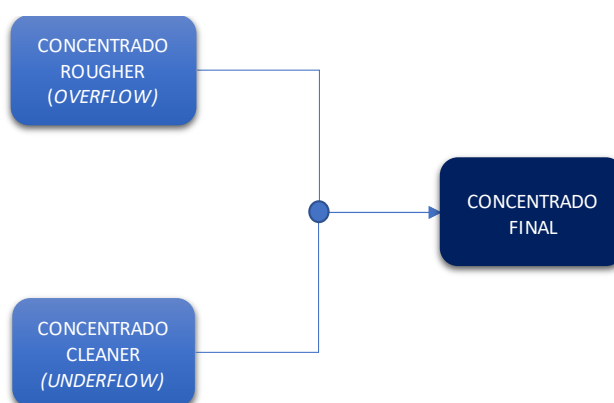 CONCENTRADO
ROUGHER
(OVERFLOW)
CONCENTRADO
FINAL
CONCENTRADO
CLEANER
(UNDERFLOW)